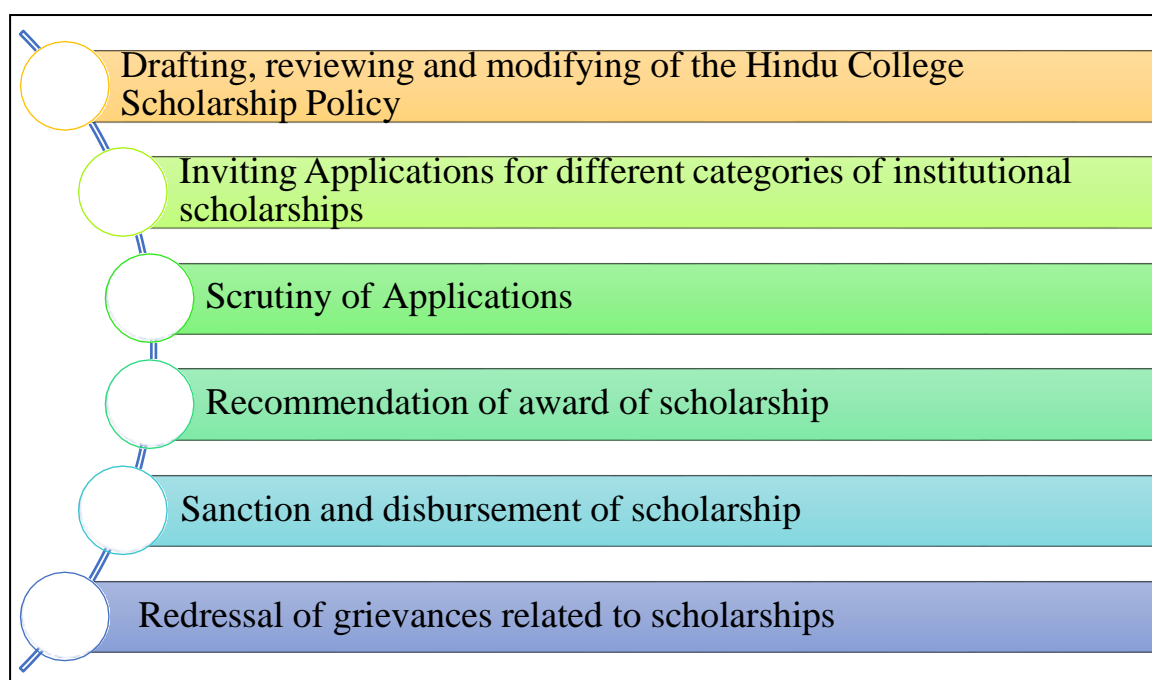 Drafting, reviewing and modifying of the Hindu College
Scholarship Policy
Inviting Applications for different categories of institutional
scholarships
Scrutiny of Applications
Recommendation of award of scholarship
Sanction and disbursement of scholarship
Redressal of grievances related to scholarships